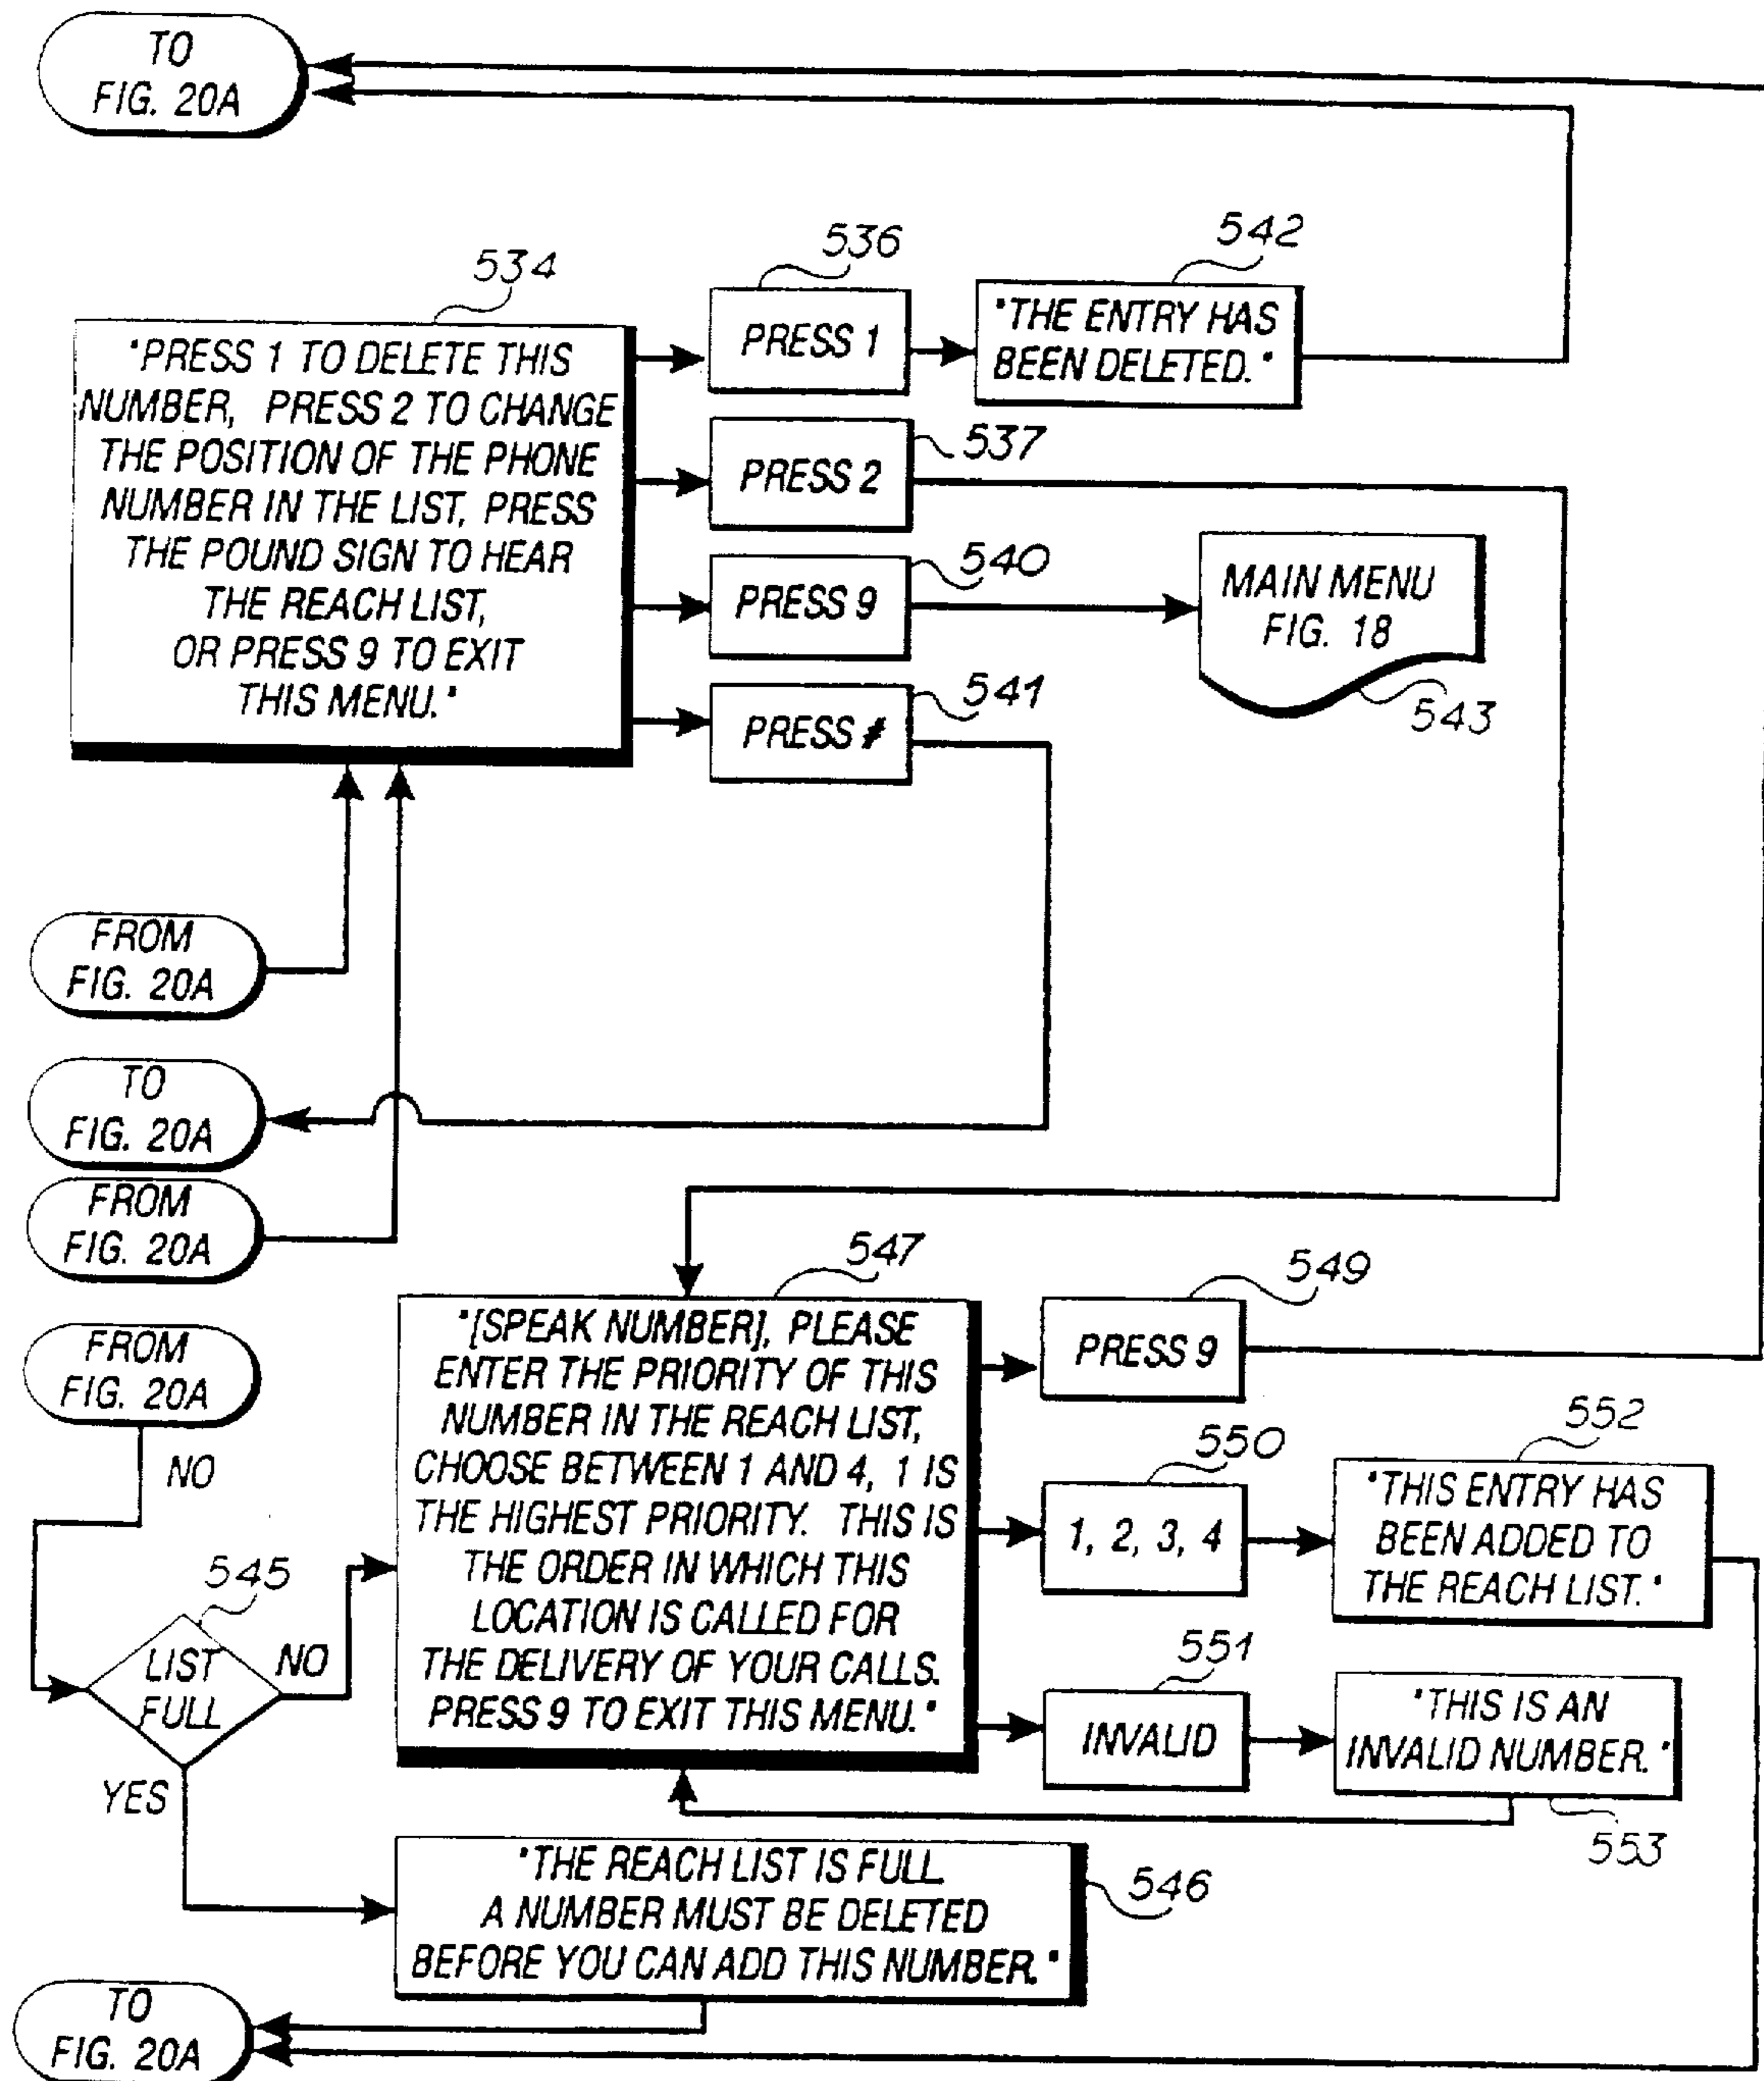 TO
FIG. 20A
534
"PRESS 1 TO DELETE THIS
NUMBER, PRESS 2 TO CHANGE
THE POSITION OF THE PHONE
NUMBER IN THE LIST, PRESS
THE POUND SIGN TO HEAR
THE REACH LIST,
OR PRESS 9 TO EXIT
THIS MENU."
536
PRESS 1
542
"THE ENTRY HAS
BEEN DELETED."
537
PRESS 2
540
PRESS 9
MAIN MENU
FIG. 18
543
541
PRESS #
FROM
FIG. 20A
TO
FIG. 20A
FROM
FIG. 20A
FROM
FIG. 20A
NO
545
LIST
FULL
NO
YES
547
"[SPEAK NUMBER], PLEASE
ENTER THE PRIORITY OF THIS
NUMBER IN THE REACH LIST,
CHOOSE BETWEEN 1 AND 4, 1 IS
THE HIGHEST PRIORITY. THIS IS
THE ORDER IN WHICH THIS
LOCATION IS CALLED FOR
THE DELIVERY OF YOUR CALLS.
PRESS 9 TO EXIT THIS MENU."
549
PRESS 9
550
1, 2, 3, 4
552
"THIS ENTRY HAS
BEEN ADDED TO
THE REACH LIST."
551
INVALID
"THIS IS AN
INVALID NUMBER."
553
"THE REACH LIST IS FULL
A NUMBER MUST BE DELETED
BEFORE YOU CAN ADD THIS NUMBER."
546
TO
FIG. 20A